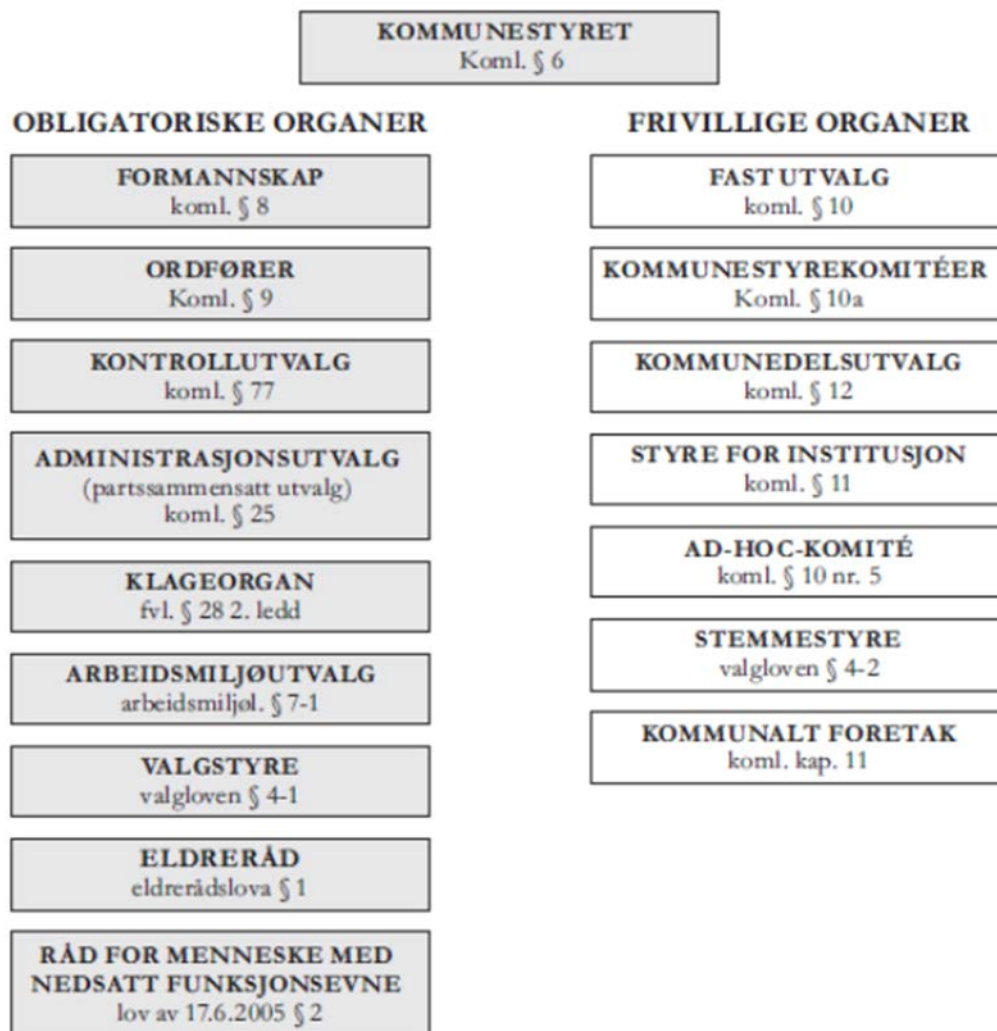 KOMMUNESTYRET
Koml. § 6
OBLIGATORISKE ORGANER
FORMANNSKAP
koml. § 8
ORDFØRER
Koml. § 9
KONTROLLUTVALG
koml. § 77
ADMINISTRASJONSUTVALG
(partssammensatt utvalg)
koml. § 25
KLAGEORGAN
fvl. § 28 2. ledd
ARBEIDSMILJØUTVALG
arbeidsmiljøl. § 7-1
VALGSTYRE
valgloven § 4-1
ELDRERÅD
eldrerådslova § 1
RÅD FOR MENNESKE MED
NEDSATT FUNKSJONSEVNE
lov av 17.6.2005 § 2
FRIVILLIGE ORGANER
FAST UTVALG
koml. § 10
KOMMUNESTYREKOMITÉER
Koml. § 10a
KOMMUNEDELSUTVALG
koml. § 12
STYRE FOR INSTITUSJON
koml. § 11
AD-HOC-KOMITÉ
koml. § 10 nr. 5
STEMMESTYRE
valgloven § 4-2
KOMMUNALT FORETAK
koml. kap. 11